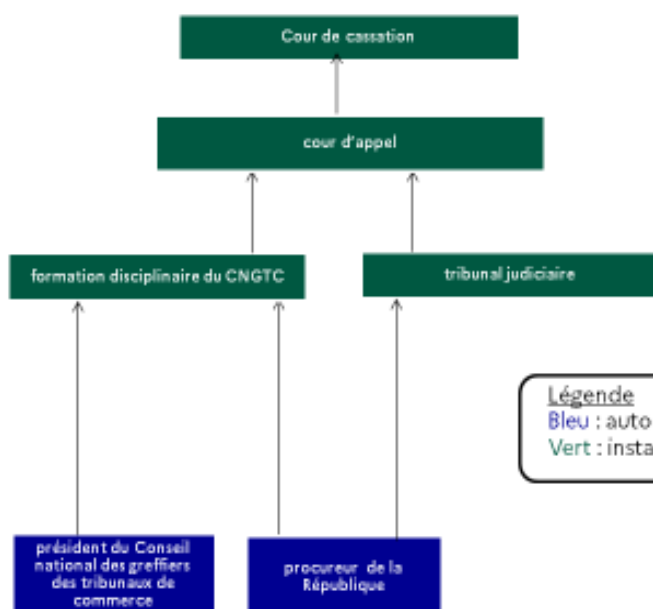 Cour de cassation
cour d'appel
formation disciplinaire du CNGTC
tribunal judiciaire
Légende
Bleu : auto
Vert : insta
président du Conseil
national des greffiers
des tribunaux de
commerce
procureur de la
République